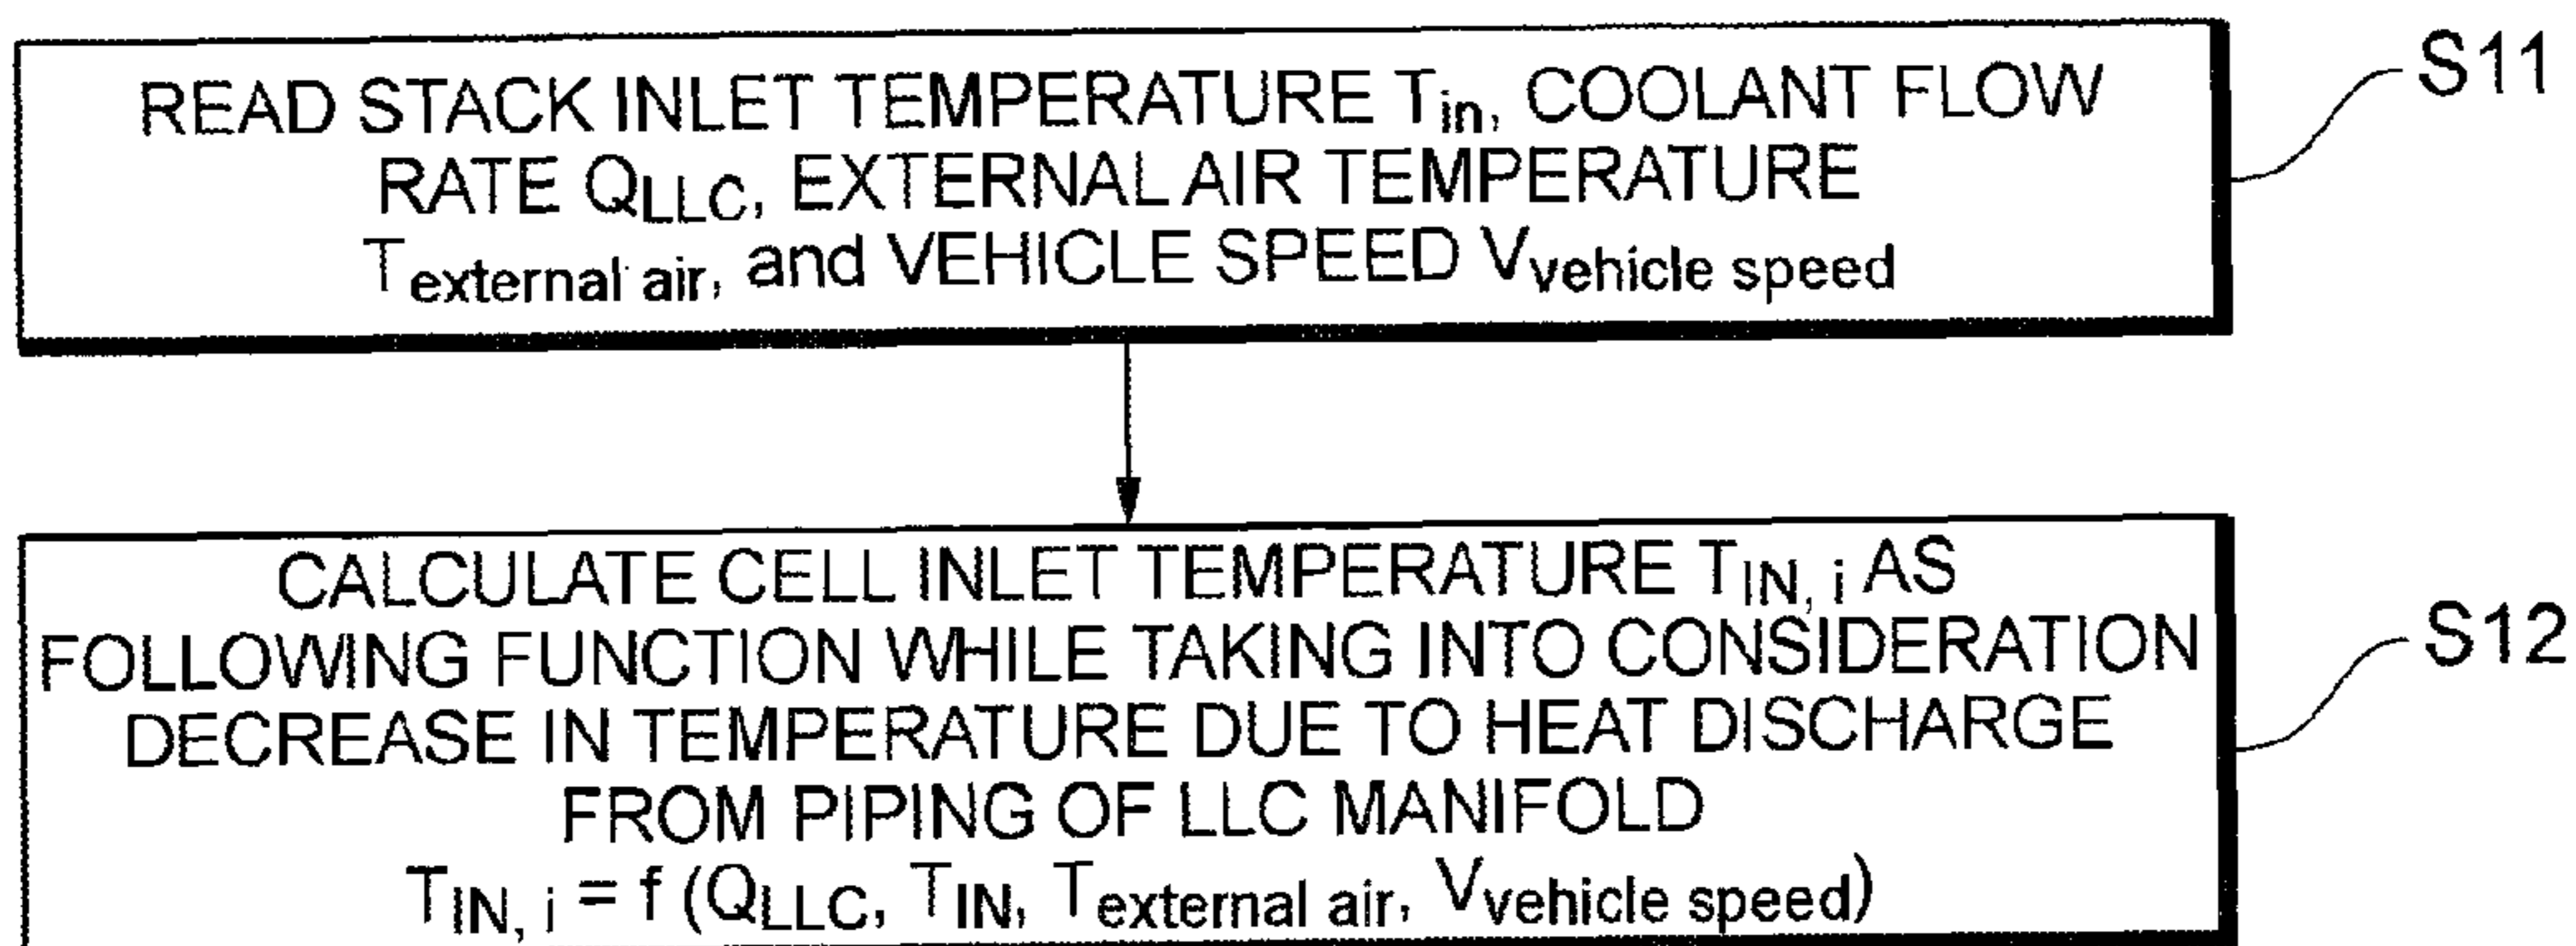 READ STACK INLET TEMPERATURE Tin, COOLANT FLOW
RATE QLLC, EXTERNAL AIR TEMPERATURE
Texternal air, and VEHICLE SPEED Vvehicle speed
S11
CALCULATE CELL INLET TEMPERATURE TIN, i AS
FOLLOWING FUNCTION WHILE TAKING INTO CONSIDERATION
DECREASE IN TEMPERATURE DUE TO HEAT DISCHARGE
FROM PIPING OF LLC MANIFOLD
TIN, i = f (QLLC, TIN, Texternal air, Vvehicle speed)
S12